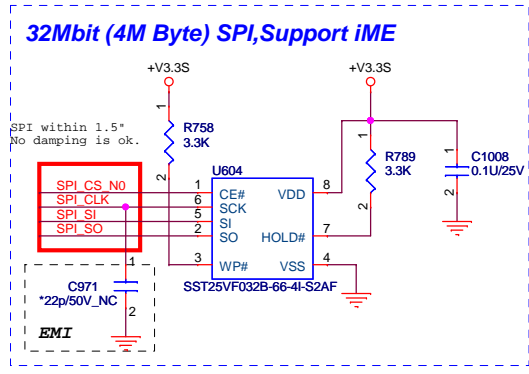 32Mbit (4M Byte) SPI,Support iME
+V3.3S
+V3.3S
SPI within 1.5"
No damping is ok.
1
R758
3.3K
2
1
R789
3.3K
2
1
C1008
0.1U/25V
2
U604
SPI_CS_N0
1
CE#
VDD
8
SPI_CLK
6
SCK
SPI_SI
5
SI
SPI_SO
2
SO
HOLD#
7
3
WP#
VSS
4
SST25VF032B-66-4I-S2AF
1
C971
*22p/50V_NC
2
EMI